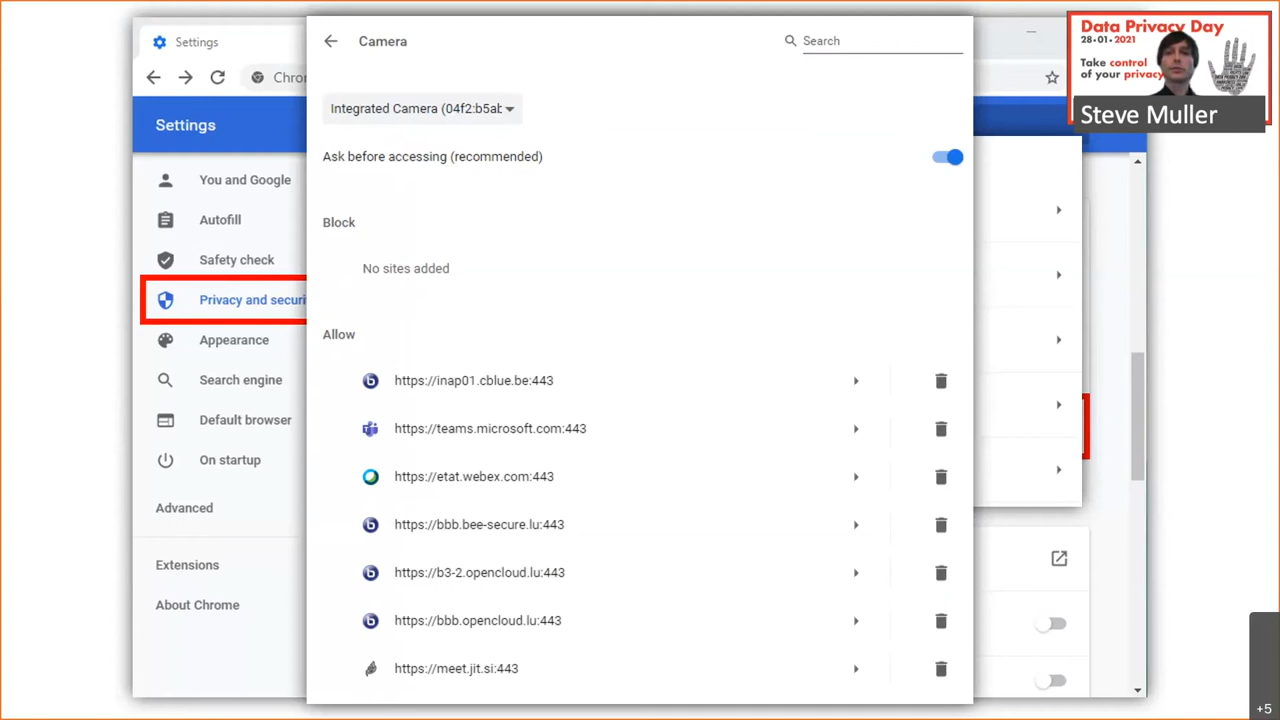 Settings
Chro
Settings
You and Google
Autofill
Safety check
Privacy and securi
Appearance
Search engine
Default browser
On startup
Advanced
Extensions
About Chrome
Camera
Search
Integrated Camera (04f2:b5ab
Ask before accessing (recommended)
Block
No sites added
Allow
https://inap01.cblue.be:443
https://teams.microsoft.com:443
https://etat.webex.com:443
https://bbb.bee-secure.lu:443
https://b3-2.opencloud.lu:443
https://bbb.opencloud.lu:443
https://meet.jit.si:443
Data Privacy Day
28·01·2021
Take control
of your privacy
Steve Muller
+5